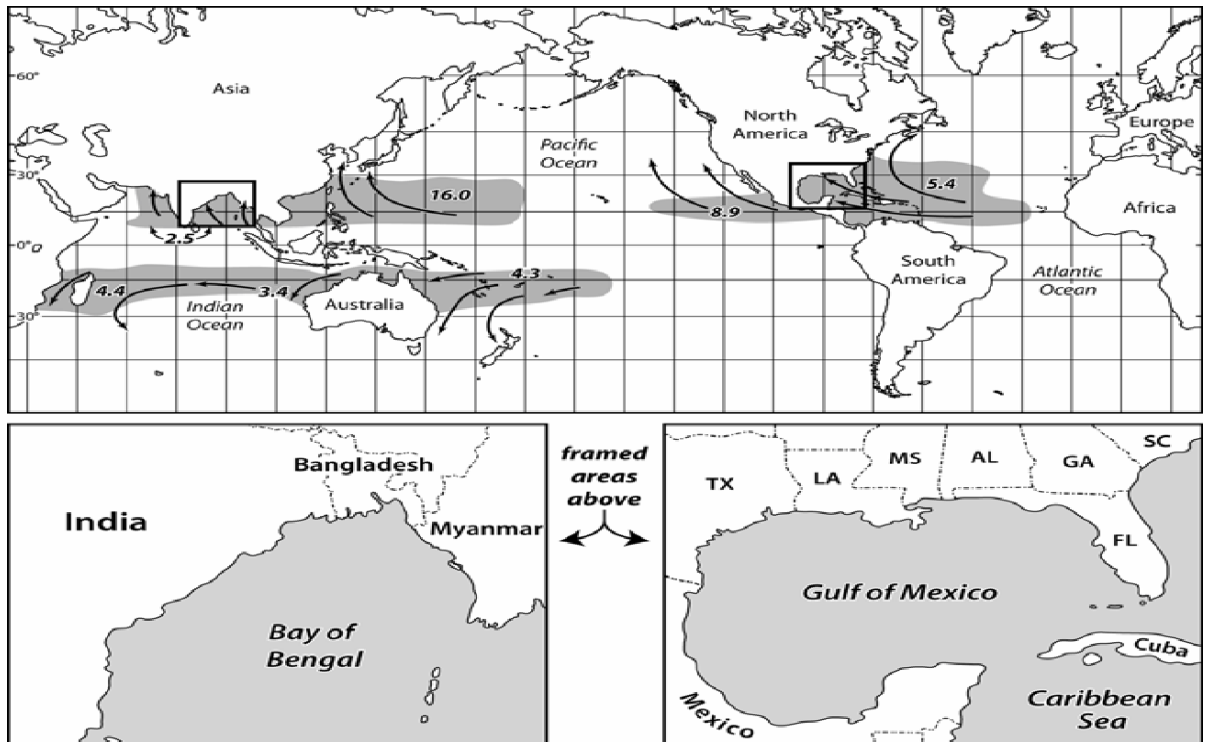 Asia
North
America
Europe
Pacific
Ocean
60°
30°
16.0
8.9
5.4
Africa
2.5
0°
South
America
Atlantic
Ocean
4.4
3.4
4.3
Indian
Ocean
Australia
30°
India
Bangladesh
Myanmar
Bay of
Bengal
framed
areas
above
TX
LA
MS
AL
GA
SC
FL
Gulf of Mexico
Cuba
Mexico
Caribbean
Sea